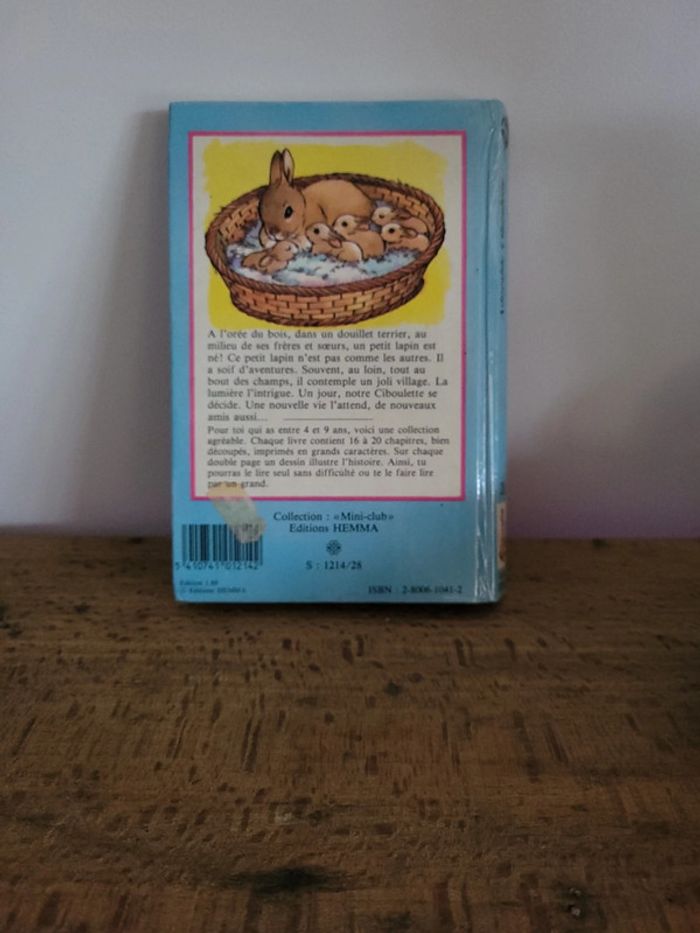 A l'orée du bois, dans un douillet terrier, au
milieu de ses frères et sœurs, un petit lapin est
né! Ce petit lapin n'est pas comme les autres. Il
a soif d'aventures. Souvent, au loin, tout au
bout des champs, il contemple un joli village. La
lumière l'intrigue. Un jour, notre Ciboulette se
décide. Une nouvelle vie l'attend, de nouveaux
amis aussi...
Pour toi qui as entre 4 et 9 ans, voici une collection
agréable. Chaque livre contient 16 à 20 chapitres, bien
découpés, imprimés en grands caractères. Sur chaque
double page un dessin illustre l'histoire. Ainsi, tu
pourras le lire seul sans difficulté ou te le faire lire
par un grand.
Collection : «Mini-club»
Editions HEMMA
S : 1214/28
5 410741 012142
© Editions HEMMA
ISBN : 2-8006-1041-2